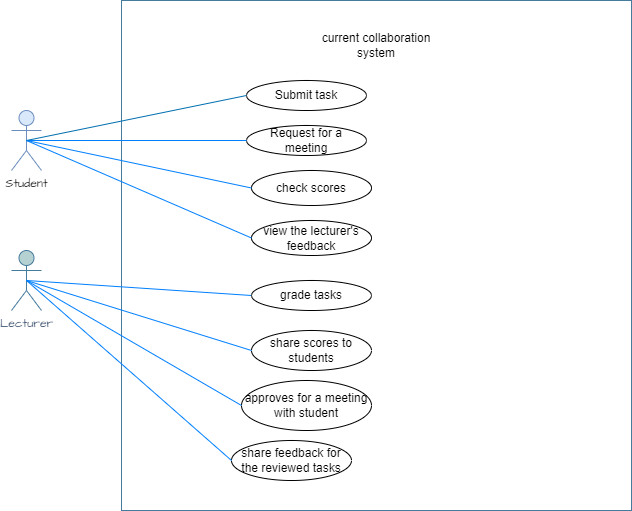 current collaboration
system
Submit task
Request for a
meeting
Student
check scores
view the lecturer's
feedback
Lecturer
grade tasks
share scores to
students
approves for a meeting
with student
share feedback for
the reviewed tasks